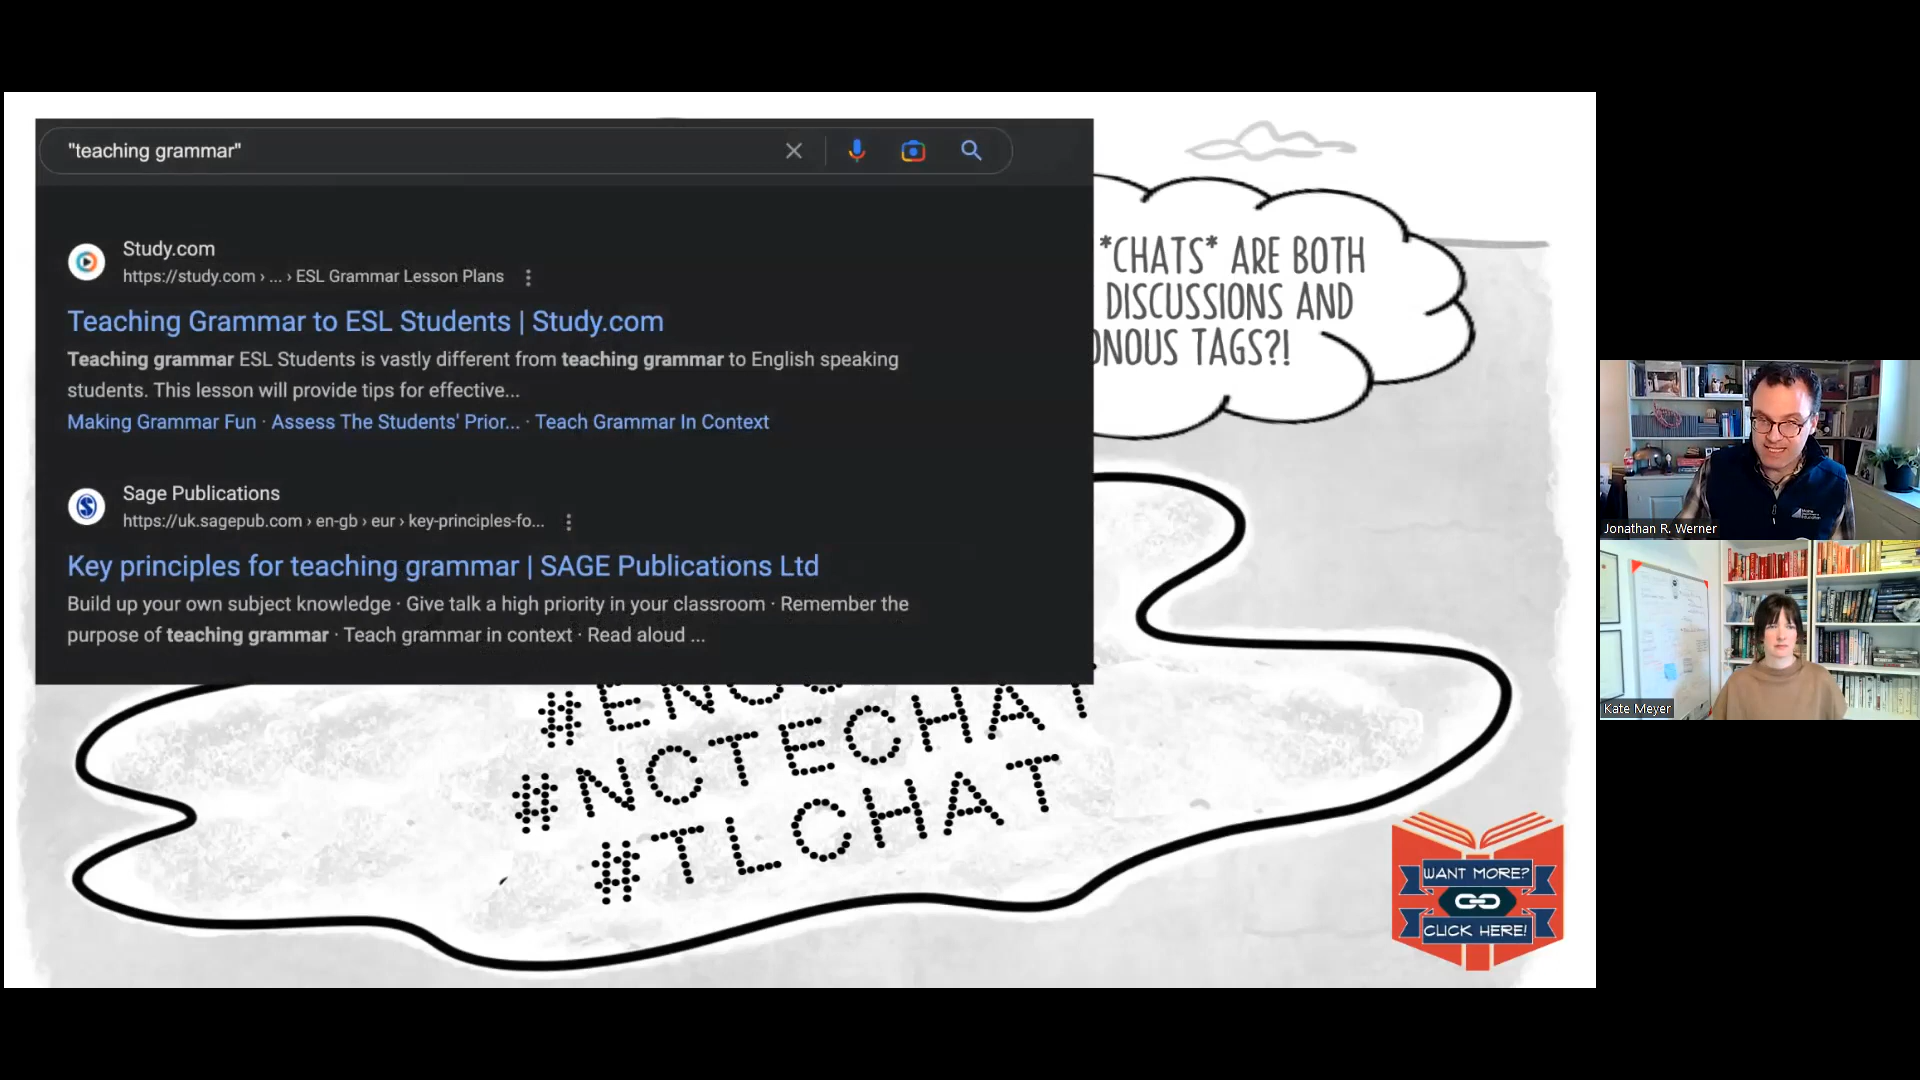 "teaching grammar"
Study.com
https://study.com › ... › ESL Grammar Lesson Plans
Teaching Grammar to ESL Students | Study.com
Teaching grammar ESL Students is vastly different from teaching grammar to English speaking
students. This lesson will provide tips for effective...
Making Grammar Fun · Assess The Students' Prior... · Teach Grammar In Context
Sage Publications
https://uk.sagepub.com › en-gb › eur › key-principles-fo...
Key principles for teaching grammar | SAGE Publications Ltd
Build up your own subject knowledge · Give talk a high priority in your classroom · Remember the
purpose of teaching grammar · Teach grammar in context · Read aloud ...
*CHATS* ARE BOTH
DISCUSSIONS AND
TAGS?!
#NCTECHAT
#TLCHAT
WANT MORE?
CLICK HERE!
Jonathan R. Werner
Kate Meyer